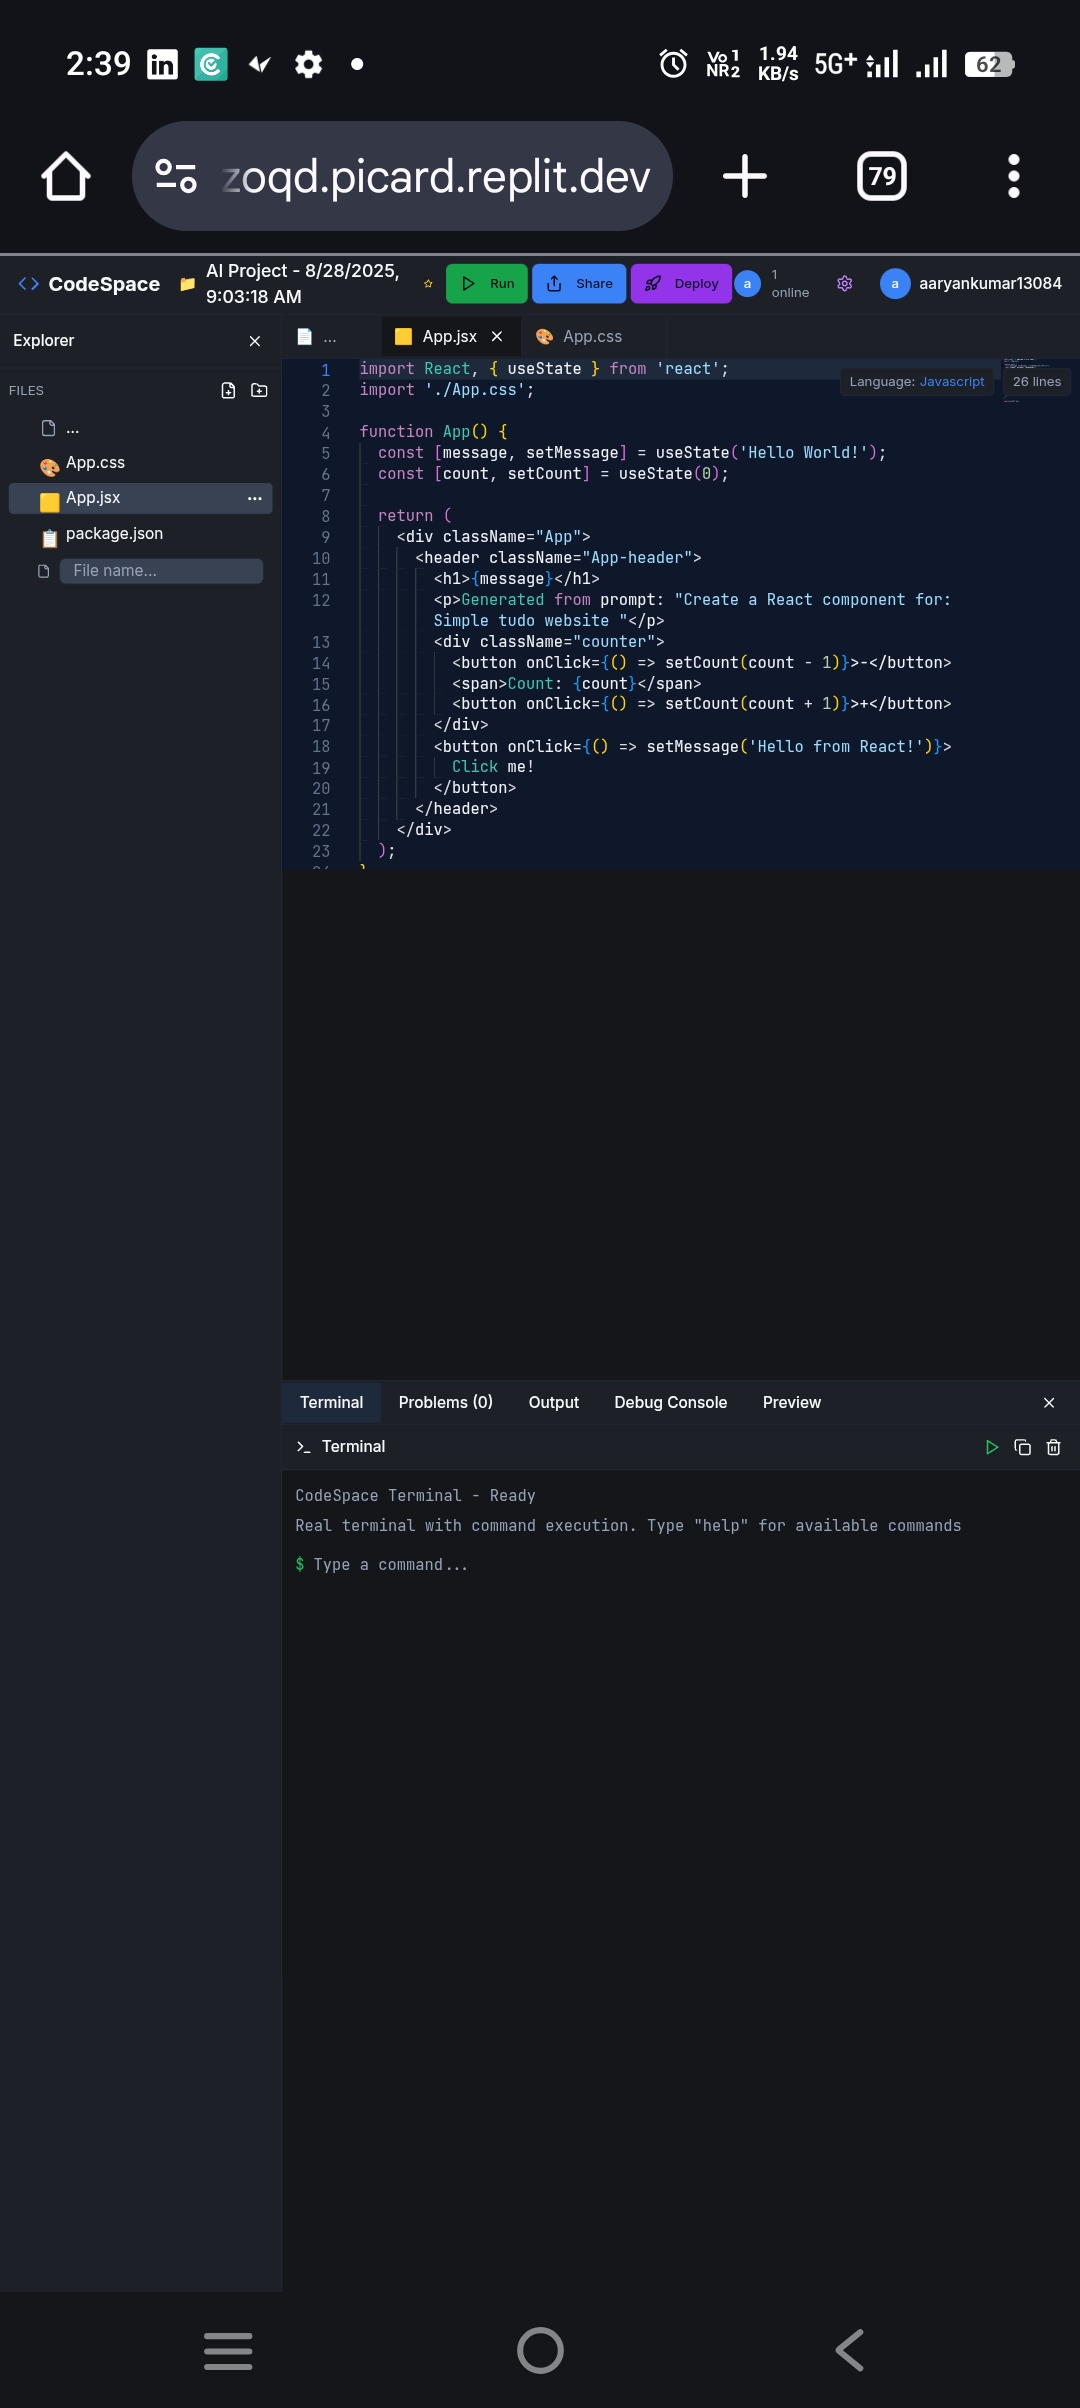 2:39
Vo 1
NR2
1.94
KB/s
5G+
62
zoqd.picard.replit.dev
79
CodeSpace
AI Project - 8/28/2025,
9:03:18 AM
Run
Share
Deploy
a
1
online
a
aaryankumar13084
Explorer
... App.jsx App.css
FILES
...
App.css
App.jsx
package.json
File name...
Language: Javascript
26 lines
1 import React, { useState } from 'react';
2 import './App.css';
3
4 function App() {
5 const [message, setMessage] = useState('Hello World!');
6 const [count, setCount] = useState(0);
7
8 return (
9 <div className="App">
10 <header className="App-header">
11 <h1>{message}</h1>
12 <p>Generated from prompt: "Create a React component for:
Simple tudo website "</p>
13 <div className="counter">
14 <button onClick={() => setCount(count - 1)}>-</button>
15 <span>Count: {count}</span>
16 <button onClick={() => setCount(count + 1)}>+</button>
17 </div>
18 <button onClick={() => setMessage('Hello from React!')}>
19 Click me!
20 </button>
21 </header>
22 </div>
23 );
}
Terminal Problems (0) Output Debug Console Preview
Terminal
CodeSpace Terminal - Ready
Real terminal with command execution. Type "help" for available commands
$ Type a command...